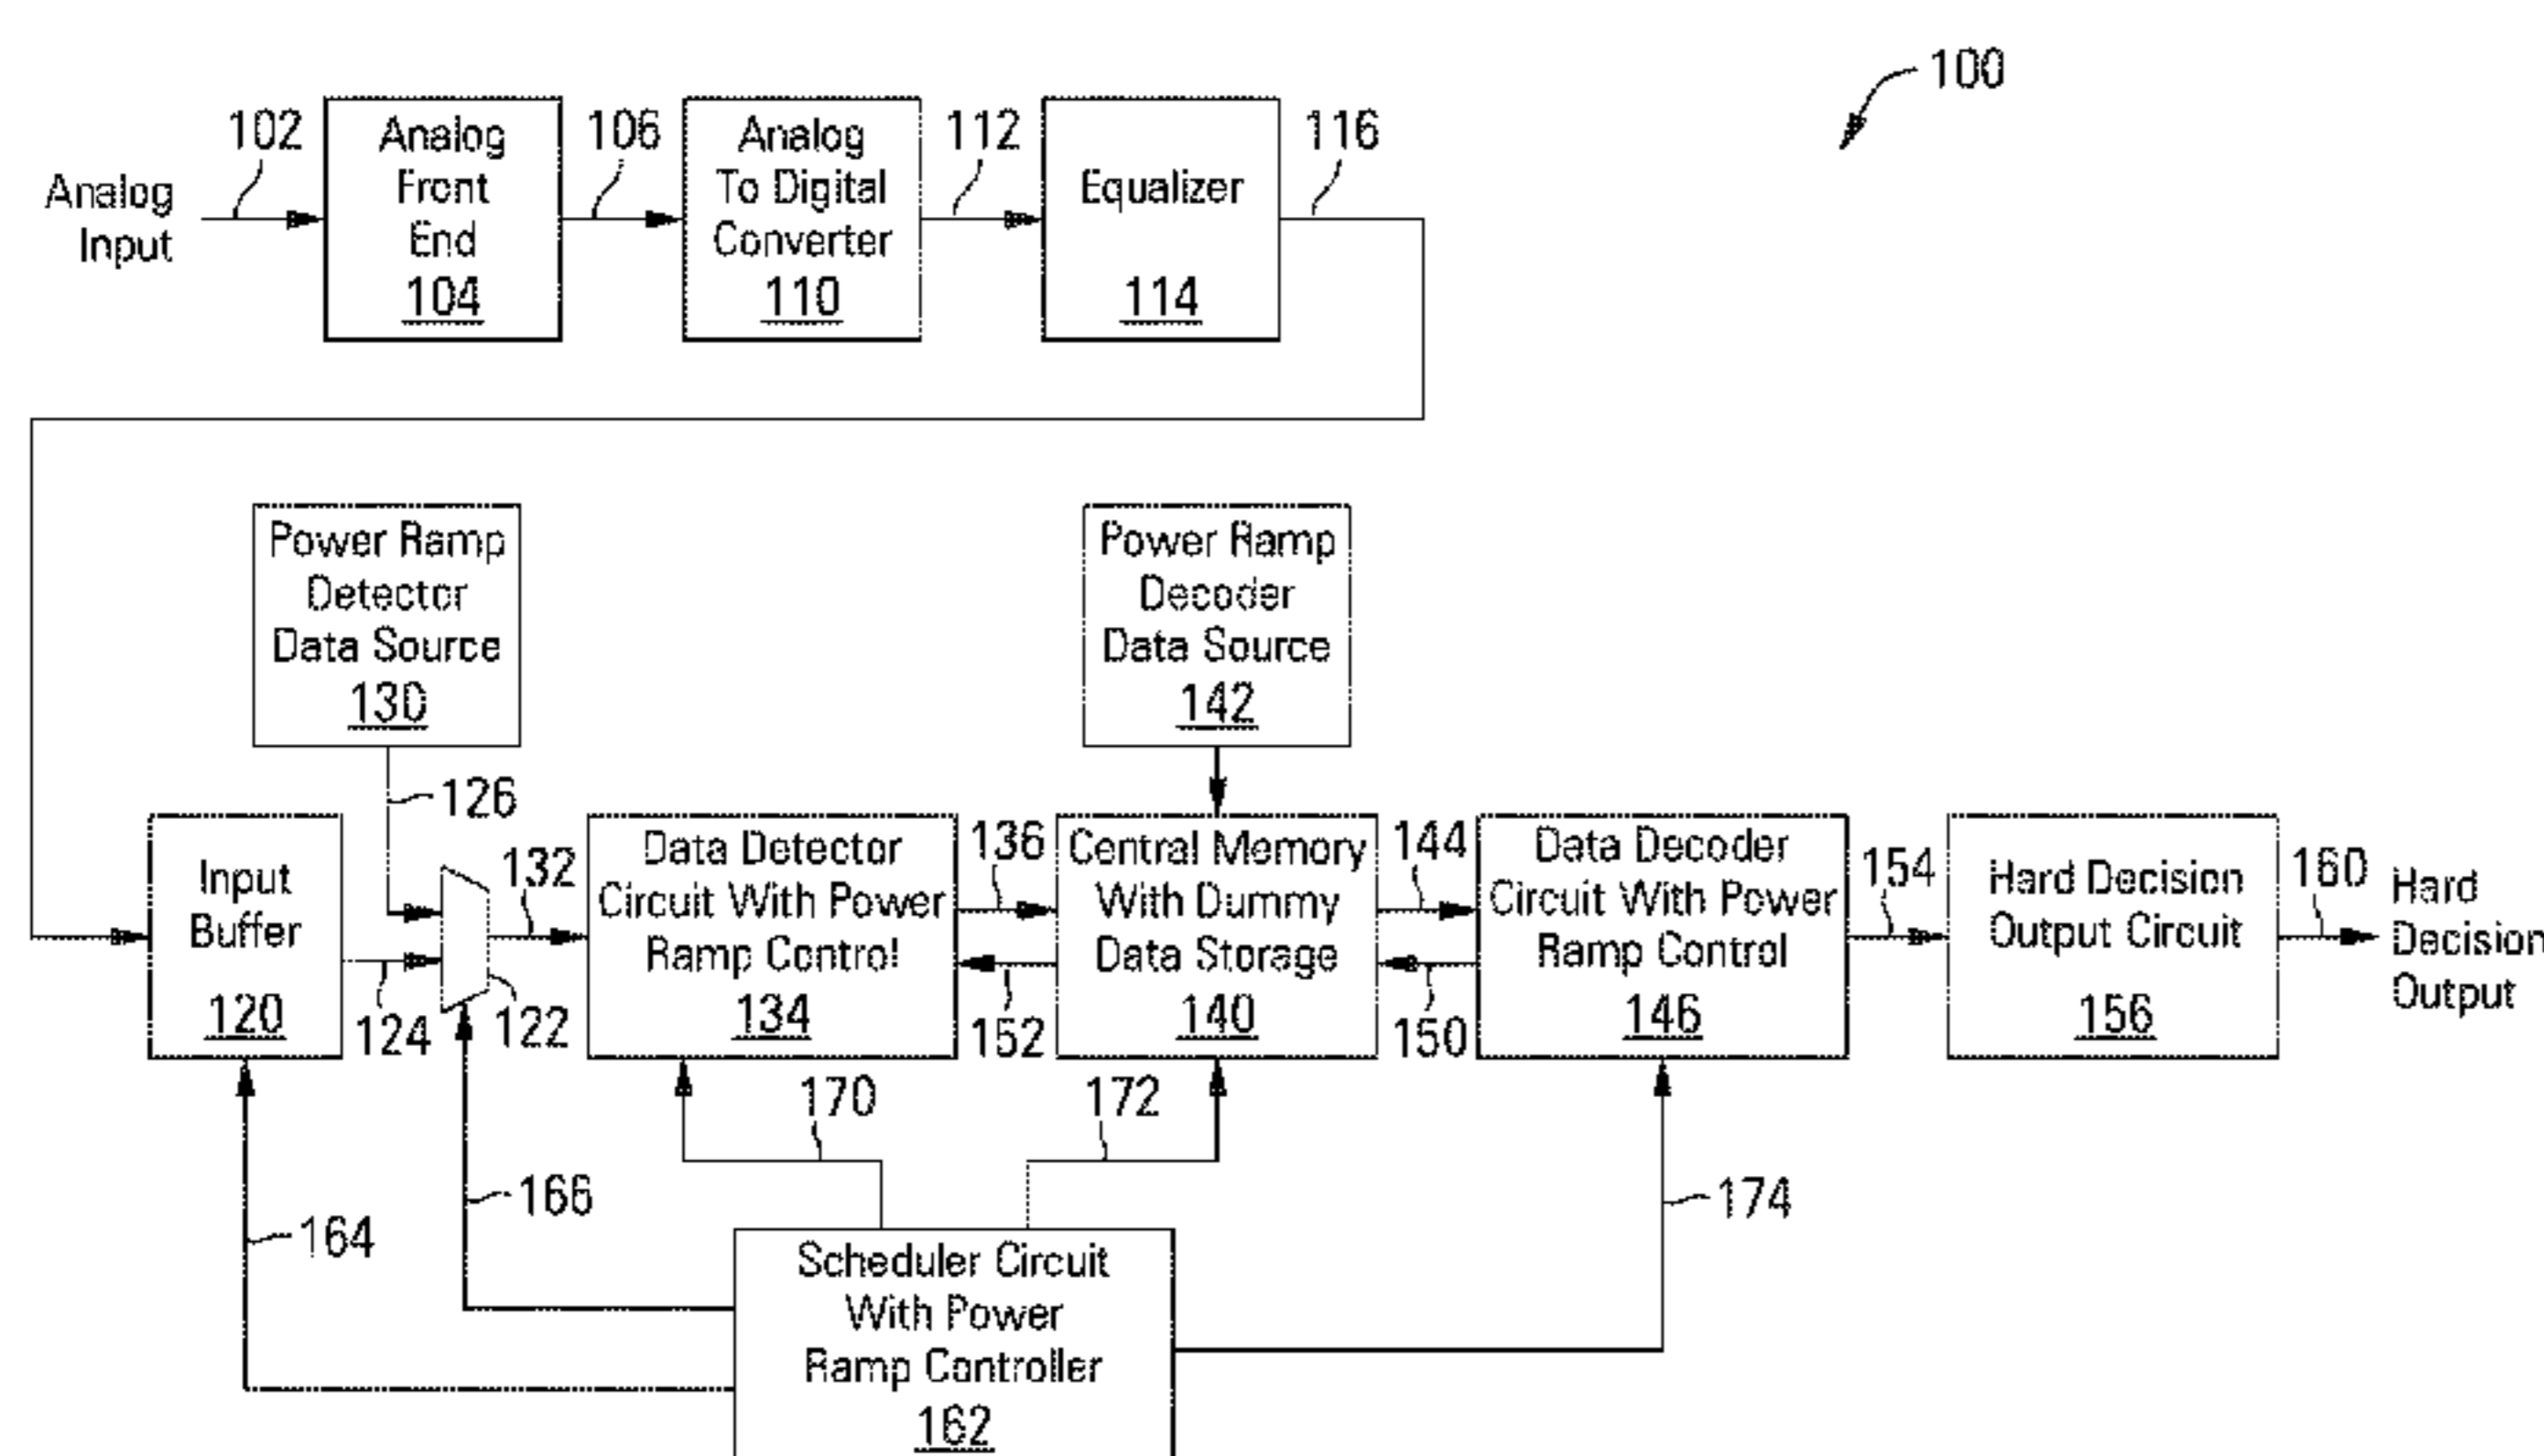 100
102
Analog
Input
Analog
Front
End
104
106
Analog
To Digital
Converter
110
112
Equalizer
114
116
Power Ramp
Detector
Data Source
130
Power Ramp
Decoder
Data Source
142
126
Input
Buffer
120
124
122
132
Data Detector
Circuit With Power
Ramp Control
134
136
152
Central Memory
With Dummy
Data Storage
140
144
150
Data Decoder
Circuit With Power
Ramp Control
146
154
Hard Decision
Output Circuit
156
160
Hard
Decision
Output
170
172
164
166
174
Scheduler Circuit
With Power
Ramp Controller
162